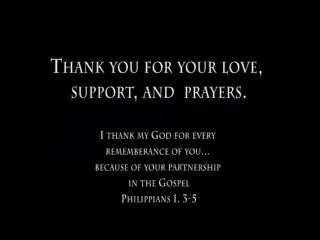 Thank you for your love,
support, and prayers.
I thank my God for every
rememberance of you...
because of your partnership
in the Gospel
Philippians 1. 3-5